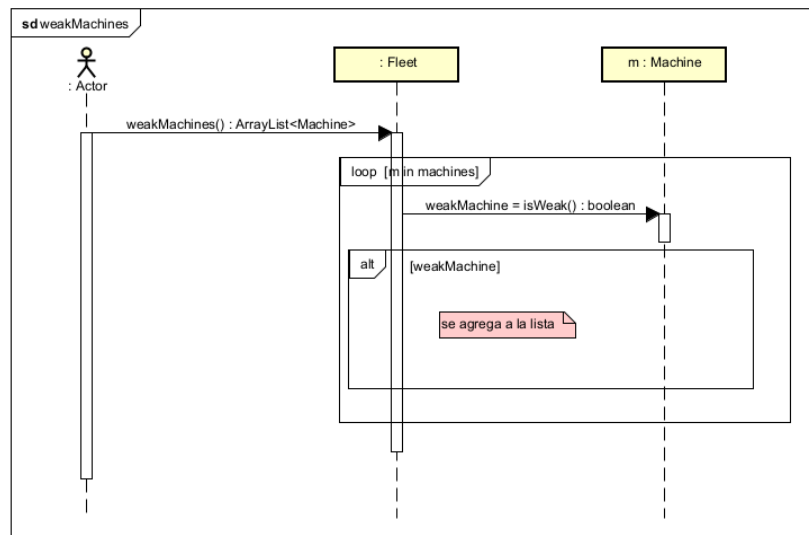 sd weakMachines
: Actor
: Fleet
m : Machine
weakMachines() : ArrayList<Machine>
loop [m in machines]
weakMachine = isWeak() : boolean
alt [weakMachine]
se agrega a la lista